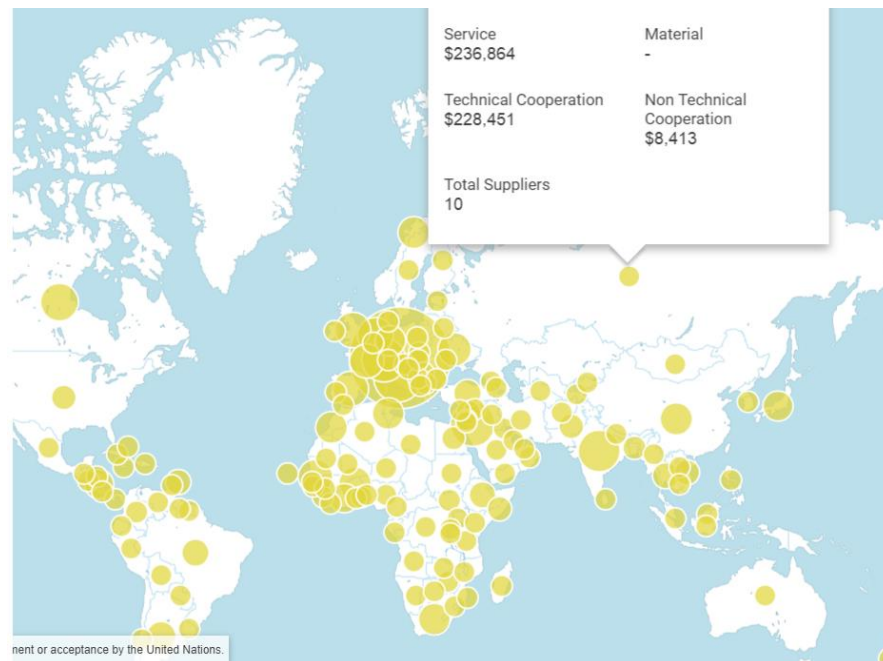 Service
$236,864
Material
-
Technical Cooperation
$228,451
Non Technical
Cooperation
$8,413
Total Suppliers
10
ment or acceptance by the United Nations.